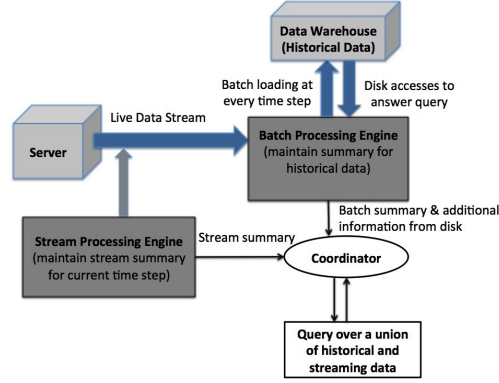 Data Warehouse
(Historical Data)
Batch loading at
every time step
Disk accesses to
answer query
Live Data Stream
Server
Batch Processing Engine
(maintain summary for
historical data)
Batch summary & additional
information from disk
Stream Processing Engine
(maintain stream summary
for current time step)
Stream summary
Coordinator
Query over a union
of historical and
streaming data